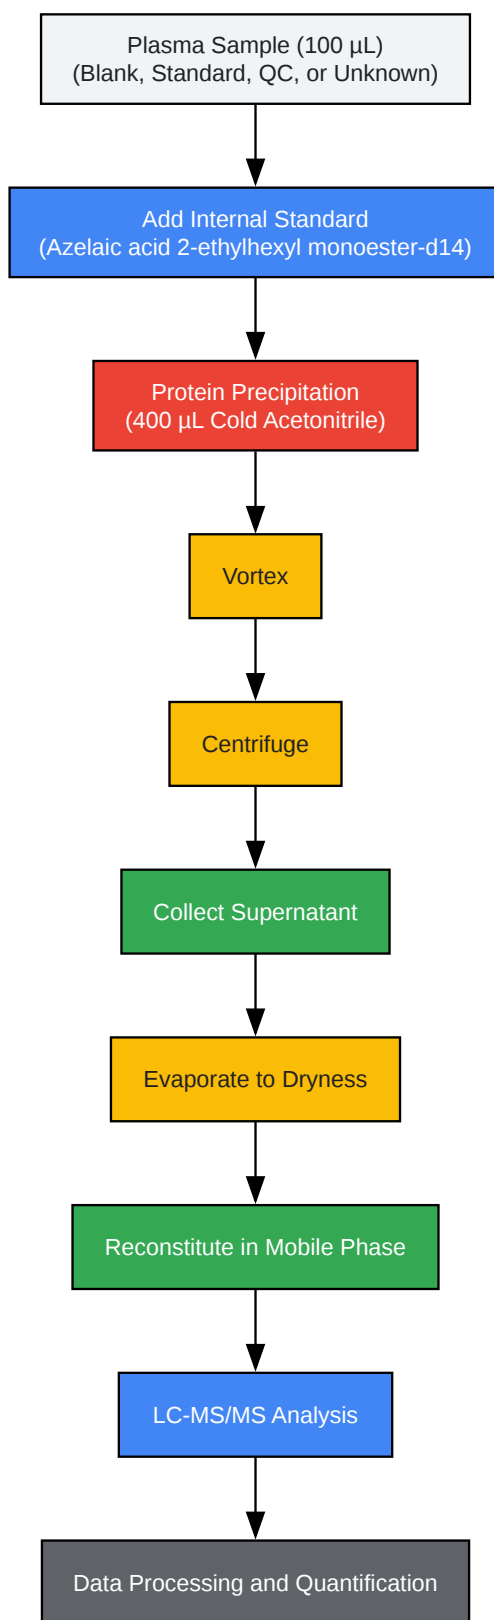 Plasma Sample (100 µL)
(Blank, Standard, QC, or Unknown)
Add Internal Standard
(Azelaic acid 2-ethylhexyl monoester-d14)
Protein Precipitation
(400 µL Cold Acetonitrile)
Vortex
Centrifuge
Collect Supernatant
Evaporate to Dryness
Reconstitute in Mobile Phase
LC-MS/MS Analysis
Data Processing and Quantification